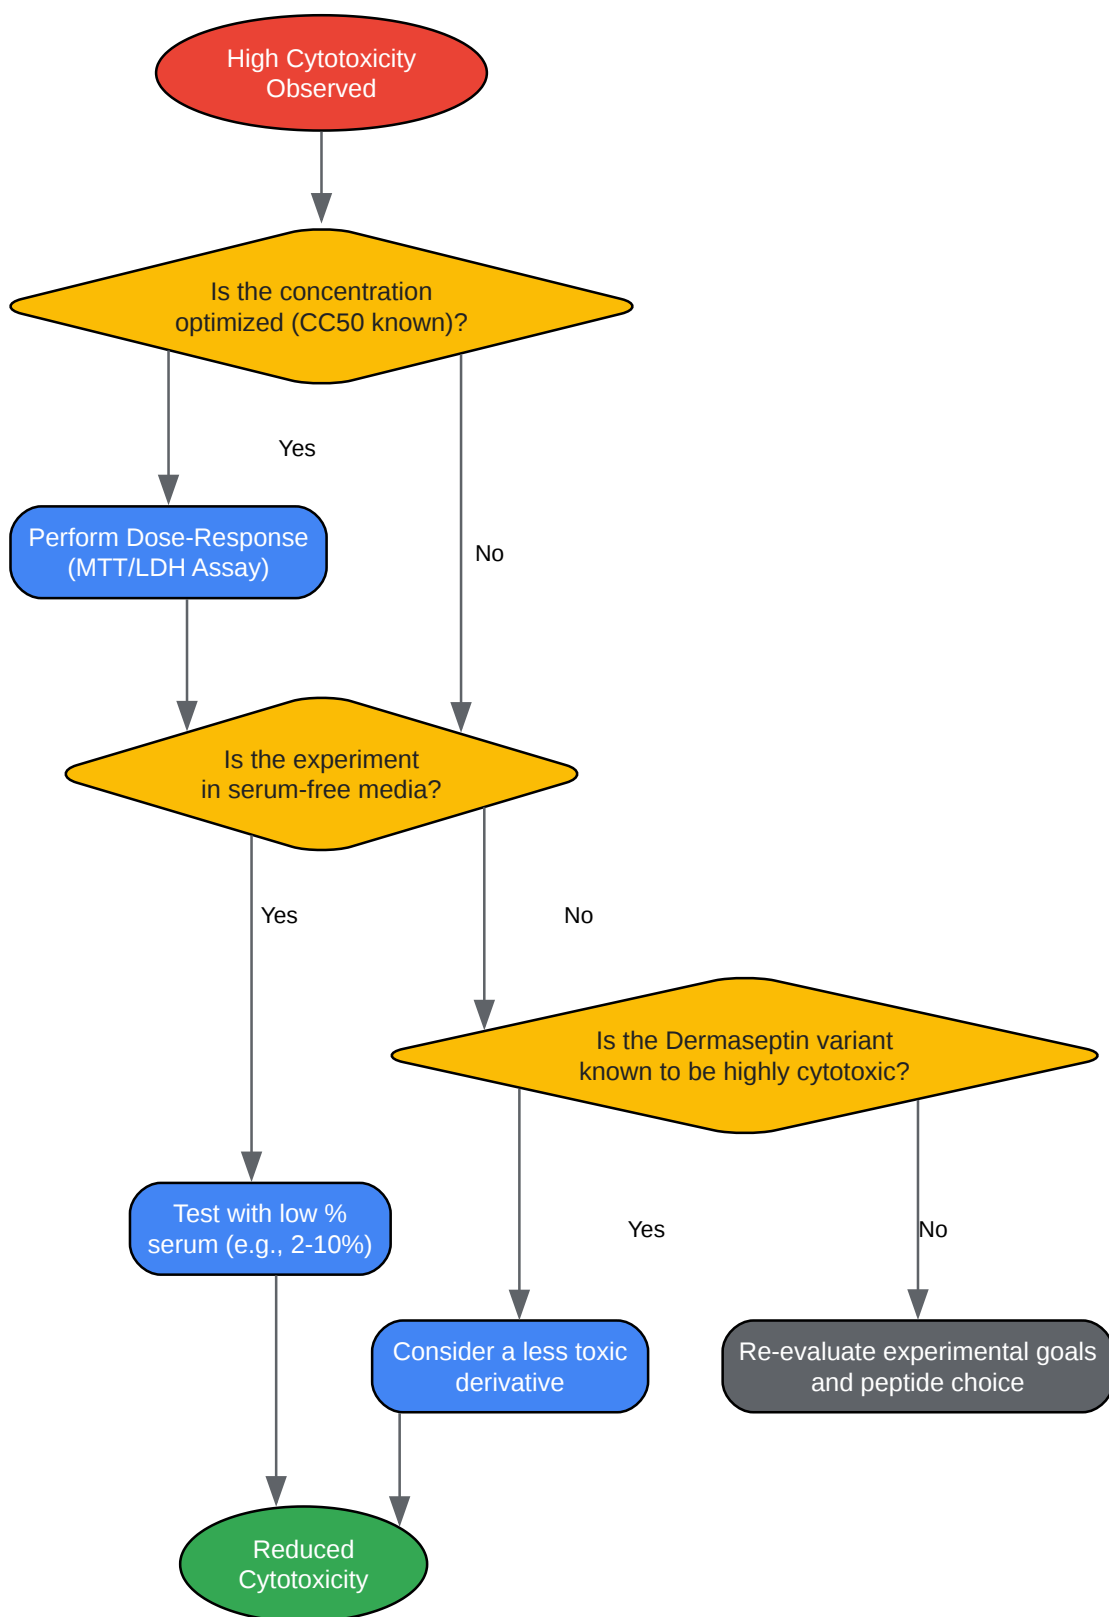 High Cytotoxicity
Observed
Is the concentration
optimized (CC50 known)?
Yes
Perform Dose-Response
(MTT/LDH Assay)
No
Is the experiment
in serum-free media?
Yes
No
Is the Dermaseptin variant
known to be highly cytotoxic?
Test with low %
serum (e.g., 2-10%)
Yes
No
Consider a less toxic
derivative
Re-evaluate experimental goals
and peptide choice
Reduced
Cytotoxicity